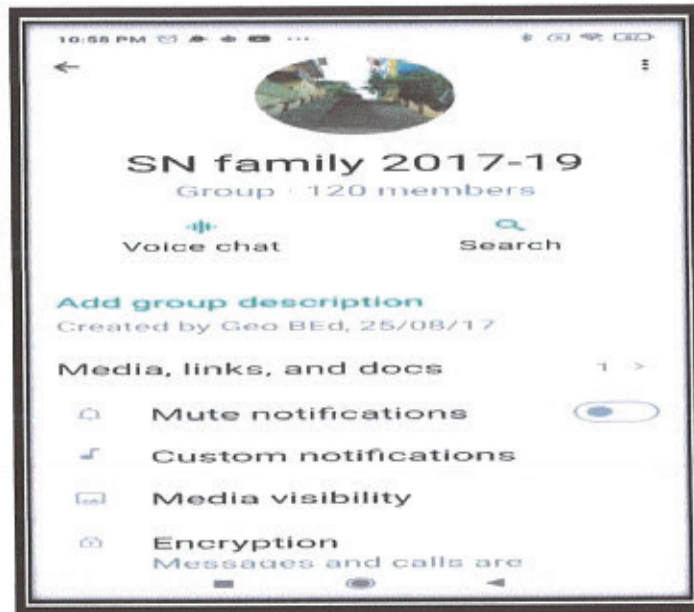 10:58 PM
SN family 2017-19
Group · 120 members
Voice chat
Search
Add group description
Created by Geo BEd, 25/08/17
Media, links, and docs 1 >
Mute notifications
Custom notifications
Media visibility
Encryption
Messages and calls are